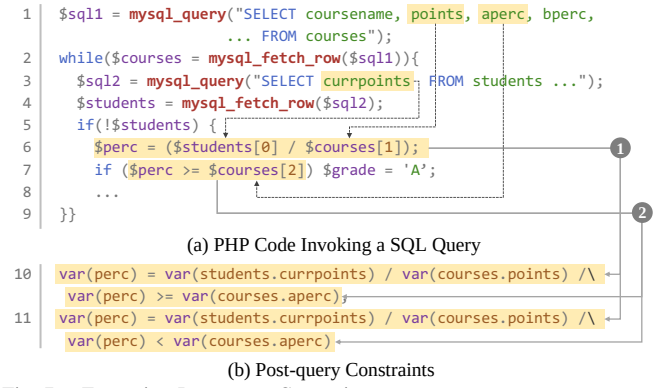 1 $sql1 = mysql_query("SELECT coursename, points, aperc, bperc,
... FROM courses");
2 while($courses = mysql_fetch_row($sql1)){
3 $sql2 = mysql_query("SELECT currpoints FROM students ...");
4 $students = mysql_fetch_row($sql2);
5 if(!$students) {
6 $perc = ($students[0] / $courses[1]);
1
7 if ($perc >= $courses[2]) $grade = 'A’;
8 ...
2
9 }}
(a) PHP Code Invoking a SQL Query
10 var(perc) = var(students.currpoints) / var(courses.points) /\
var(perc) >= var(courses.aperc);
11 var(perc) = var(students.currpoints) / var(courses.points) /\
var(perc) < var(courses.aperc)
(b) Post-query Constraints